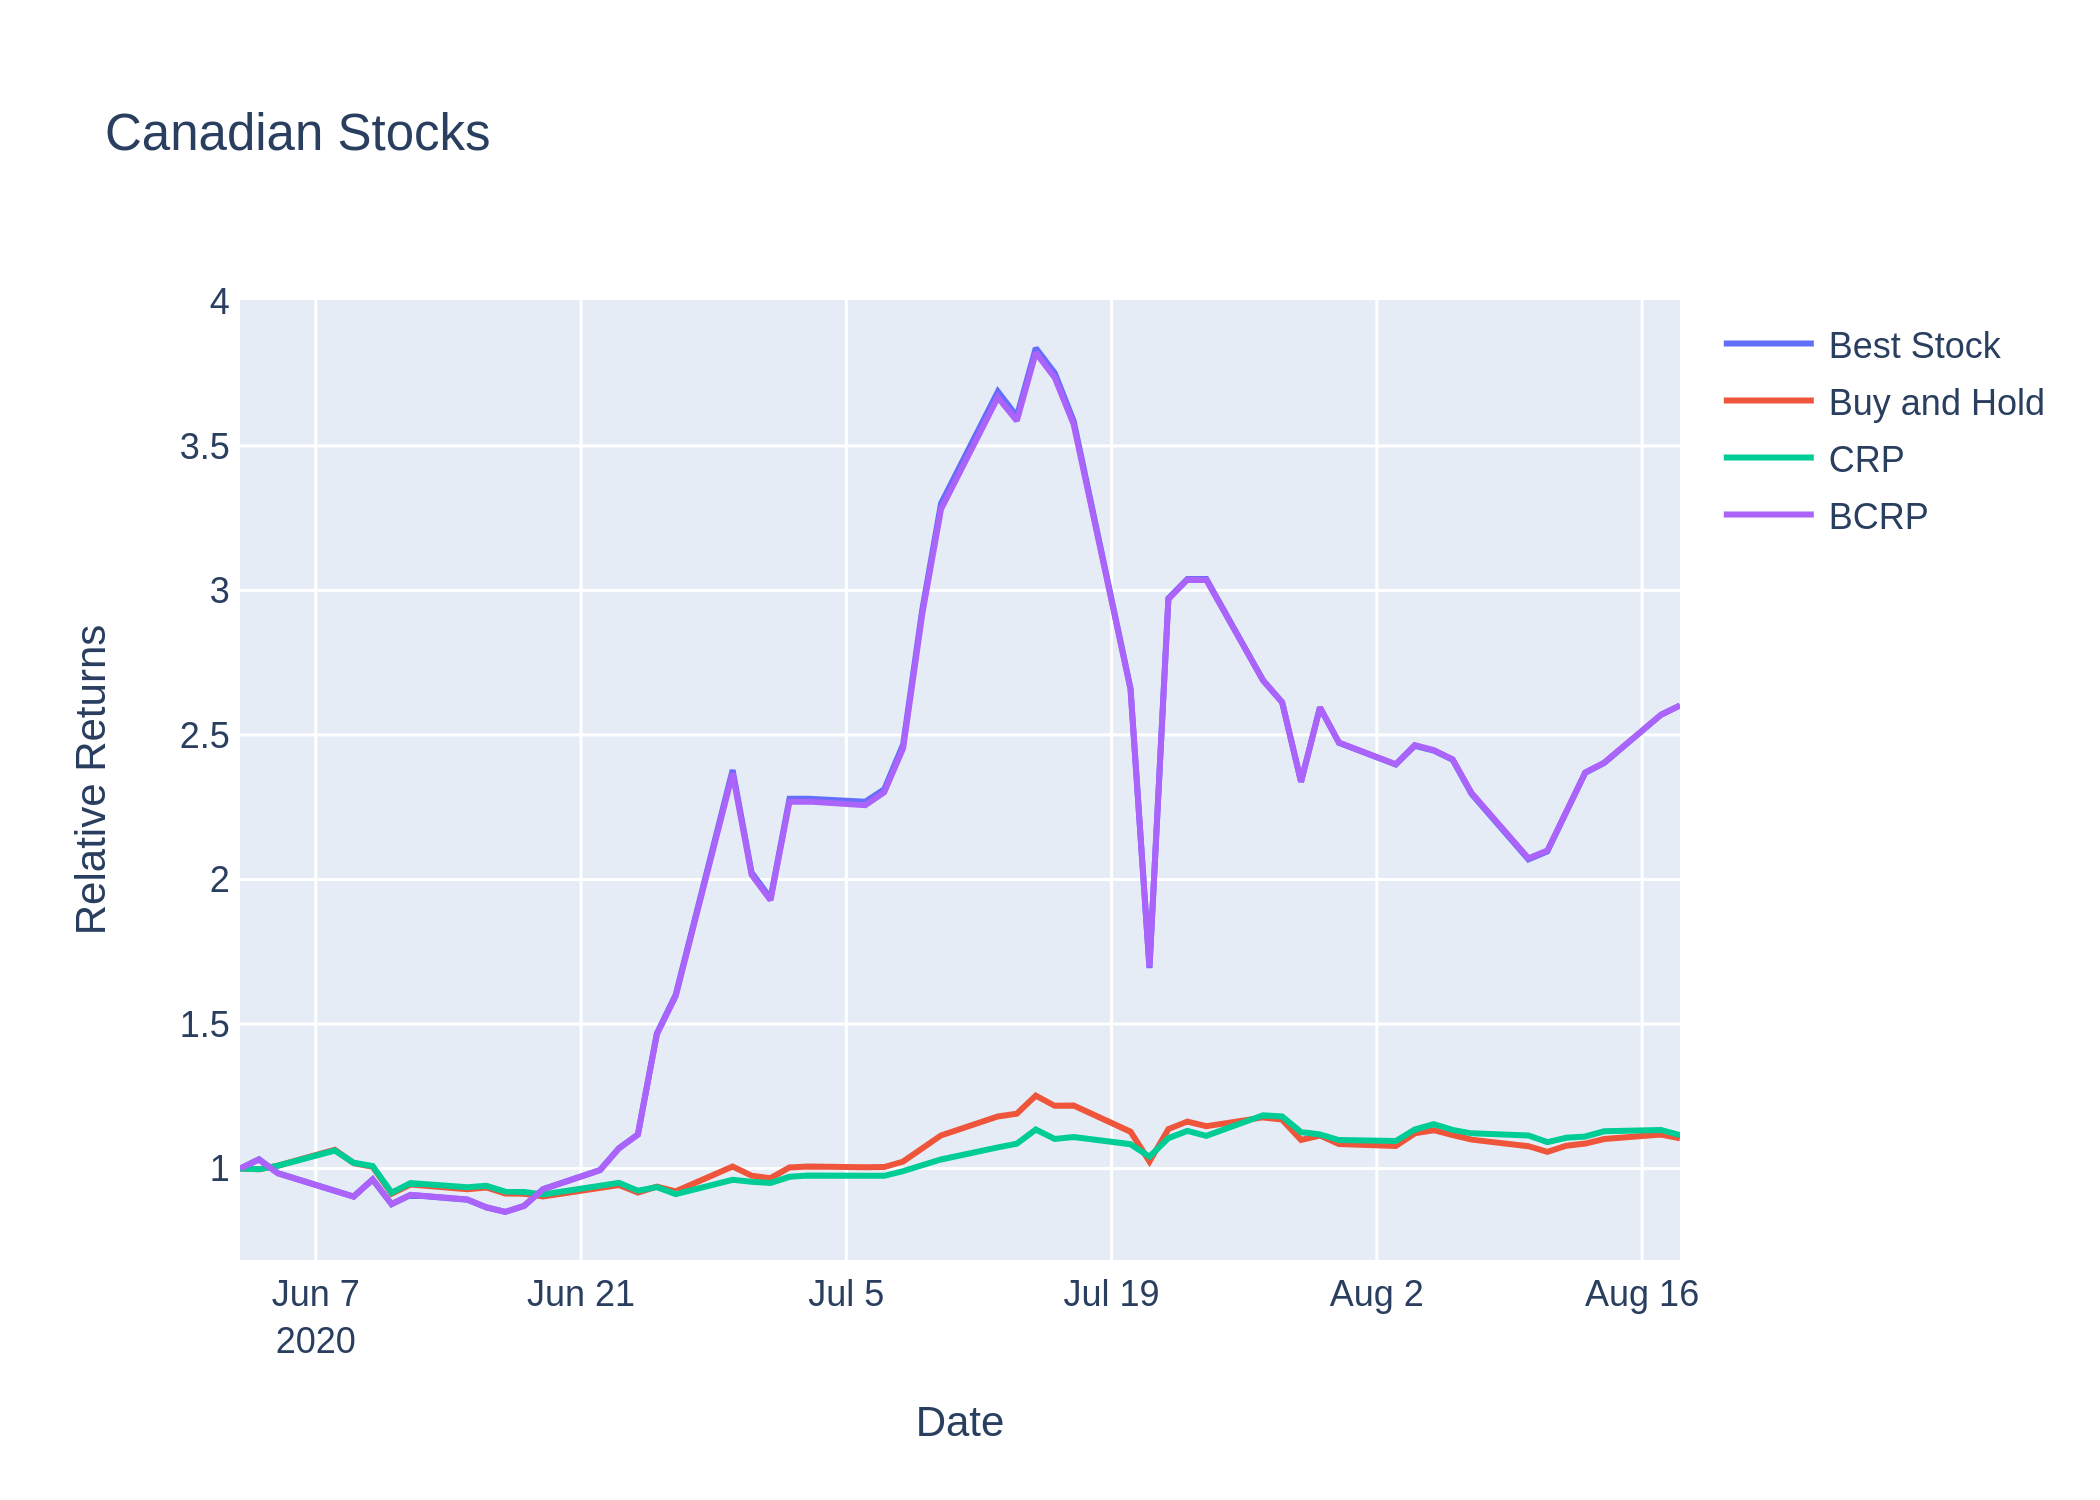 Canadian Stocks
4
3.5
3
2.5
2
1.5
1
Relative Returns
Jun 7
2020
Jun 21
Jul 5
Jul 19
Aug 2
Aug 16
Date
Best Stock
Buy and Hold
CRP
BCRP